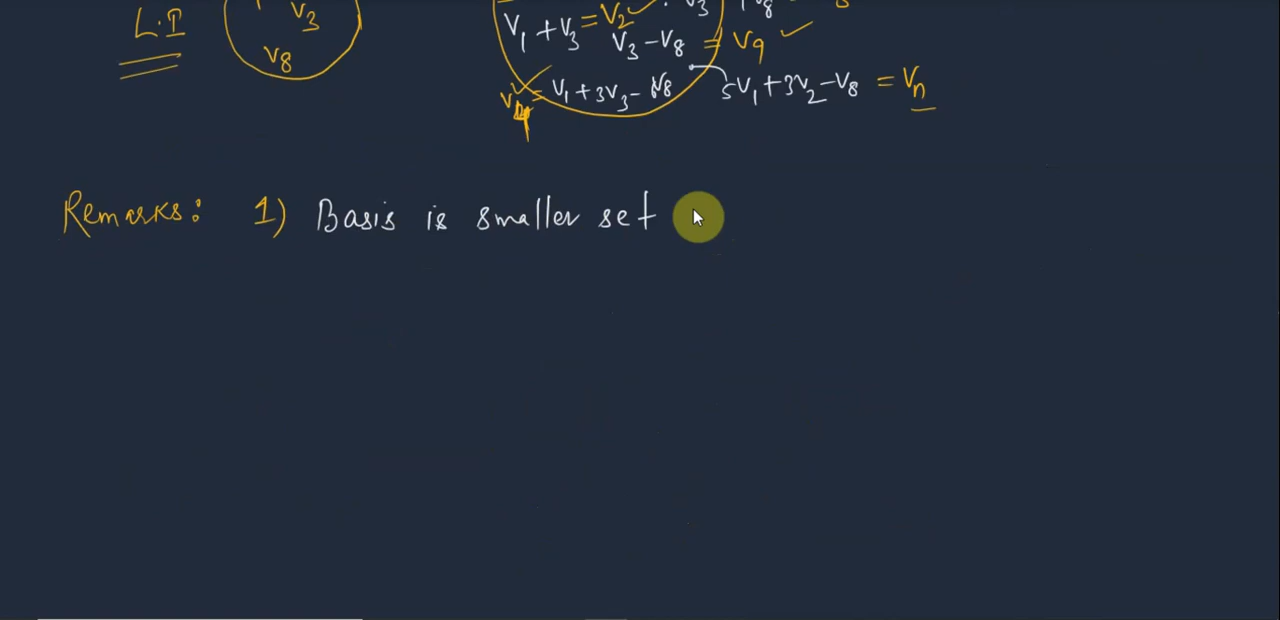 L.I V3 V1 + V3 = V2 V3
V8 V3 - V8 = V9
V1 + 3V3 - V8 5V1 + 3V2 - V8 = Vn
Remarks: 1) Basis is smaller set